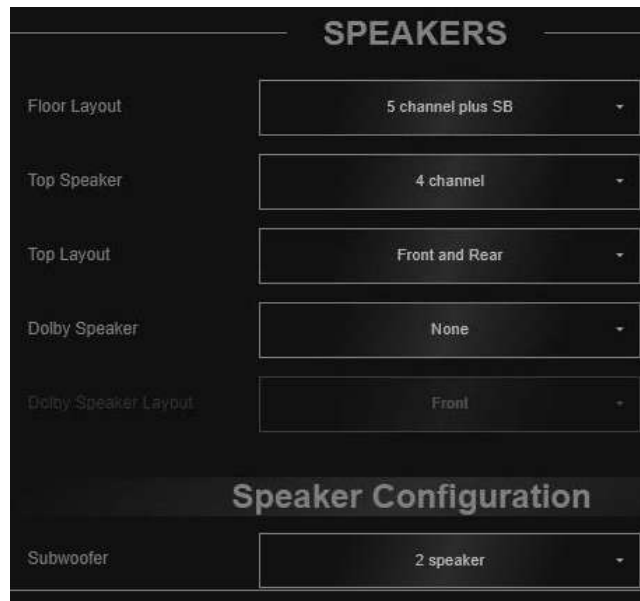 SPEAKERS
Floor Layout 5 channel plus SB
Top Speaker 4 channel
Top Layout Front and Rear
Dolby Speaker None
Dolby Speaker Layout Front
Speaker Configuration
Subwoofer 2 speaker